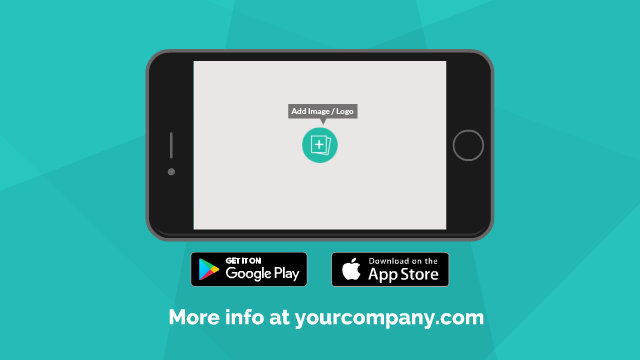 Add Image / Logo
GET IT ON
Google Play
Download on the
App Store
More info at yourcompany.com